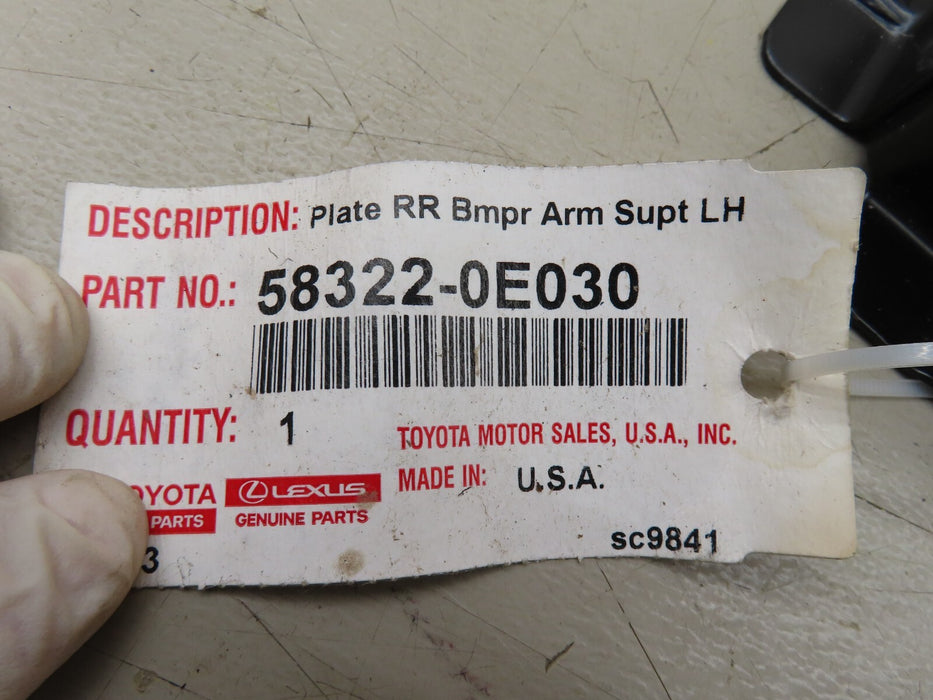 DESCRIPTION: Plate RR Bmpr Arm Supt LH
PART NO.: 58322-0E030
QUANTITY: 1
TOYOTA MOTOR SALES, U.S.A., INC.
MADE IN: U.S.A.
OYOTA
PARTS
LEXUS
GENUINE PARTS
3
sc9841